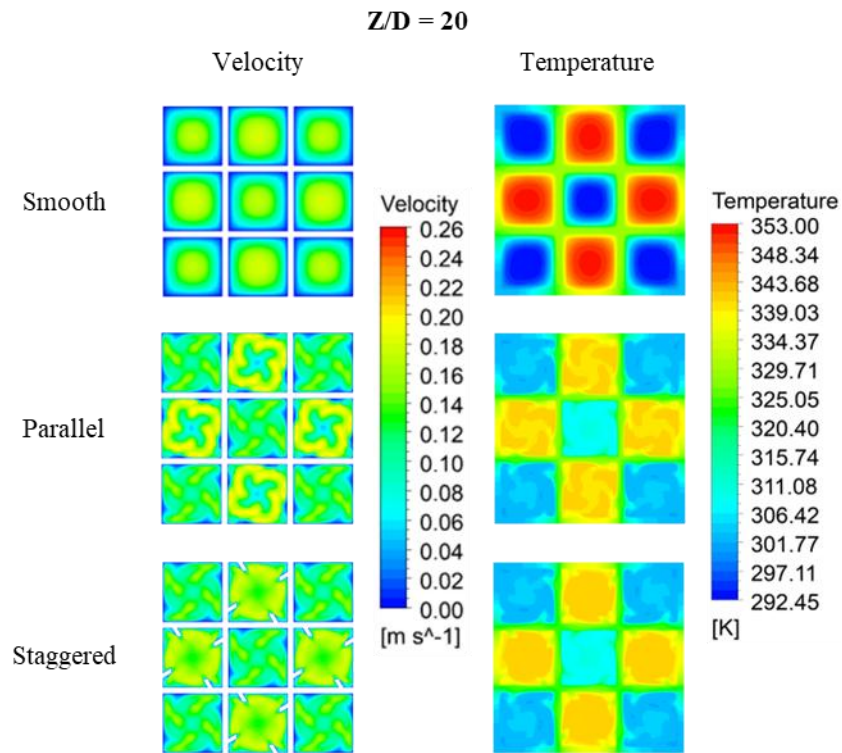 Z/D = 20
Velocity
Temperature
Smooth
Parallel
Staggered
Velocity
0.26
0.24
0.22
0.20
0.18
0.16
0.14
0.12
0.10
0.08
0.06
0.04
0.02
0.00
[m s^-1]
Temperature
353.00
348.34
343.68
339.03
334.37
329.71
325.05
320.40
315.74
311.08
306.42
301.77
297.11
292.45
[K]